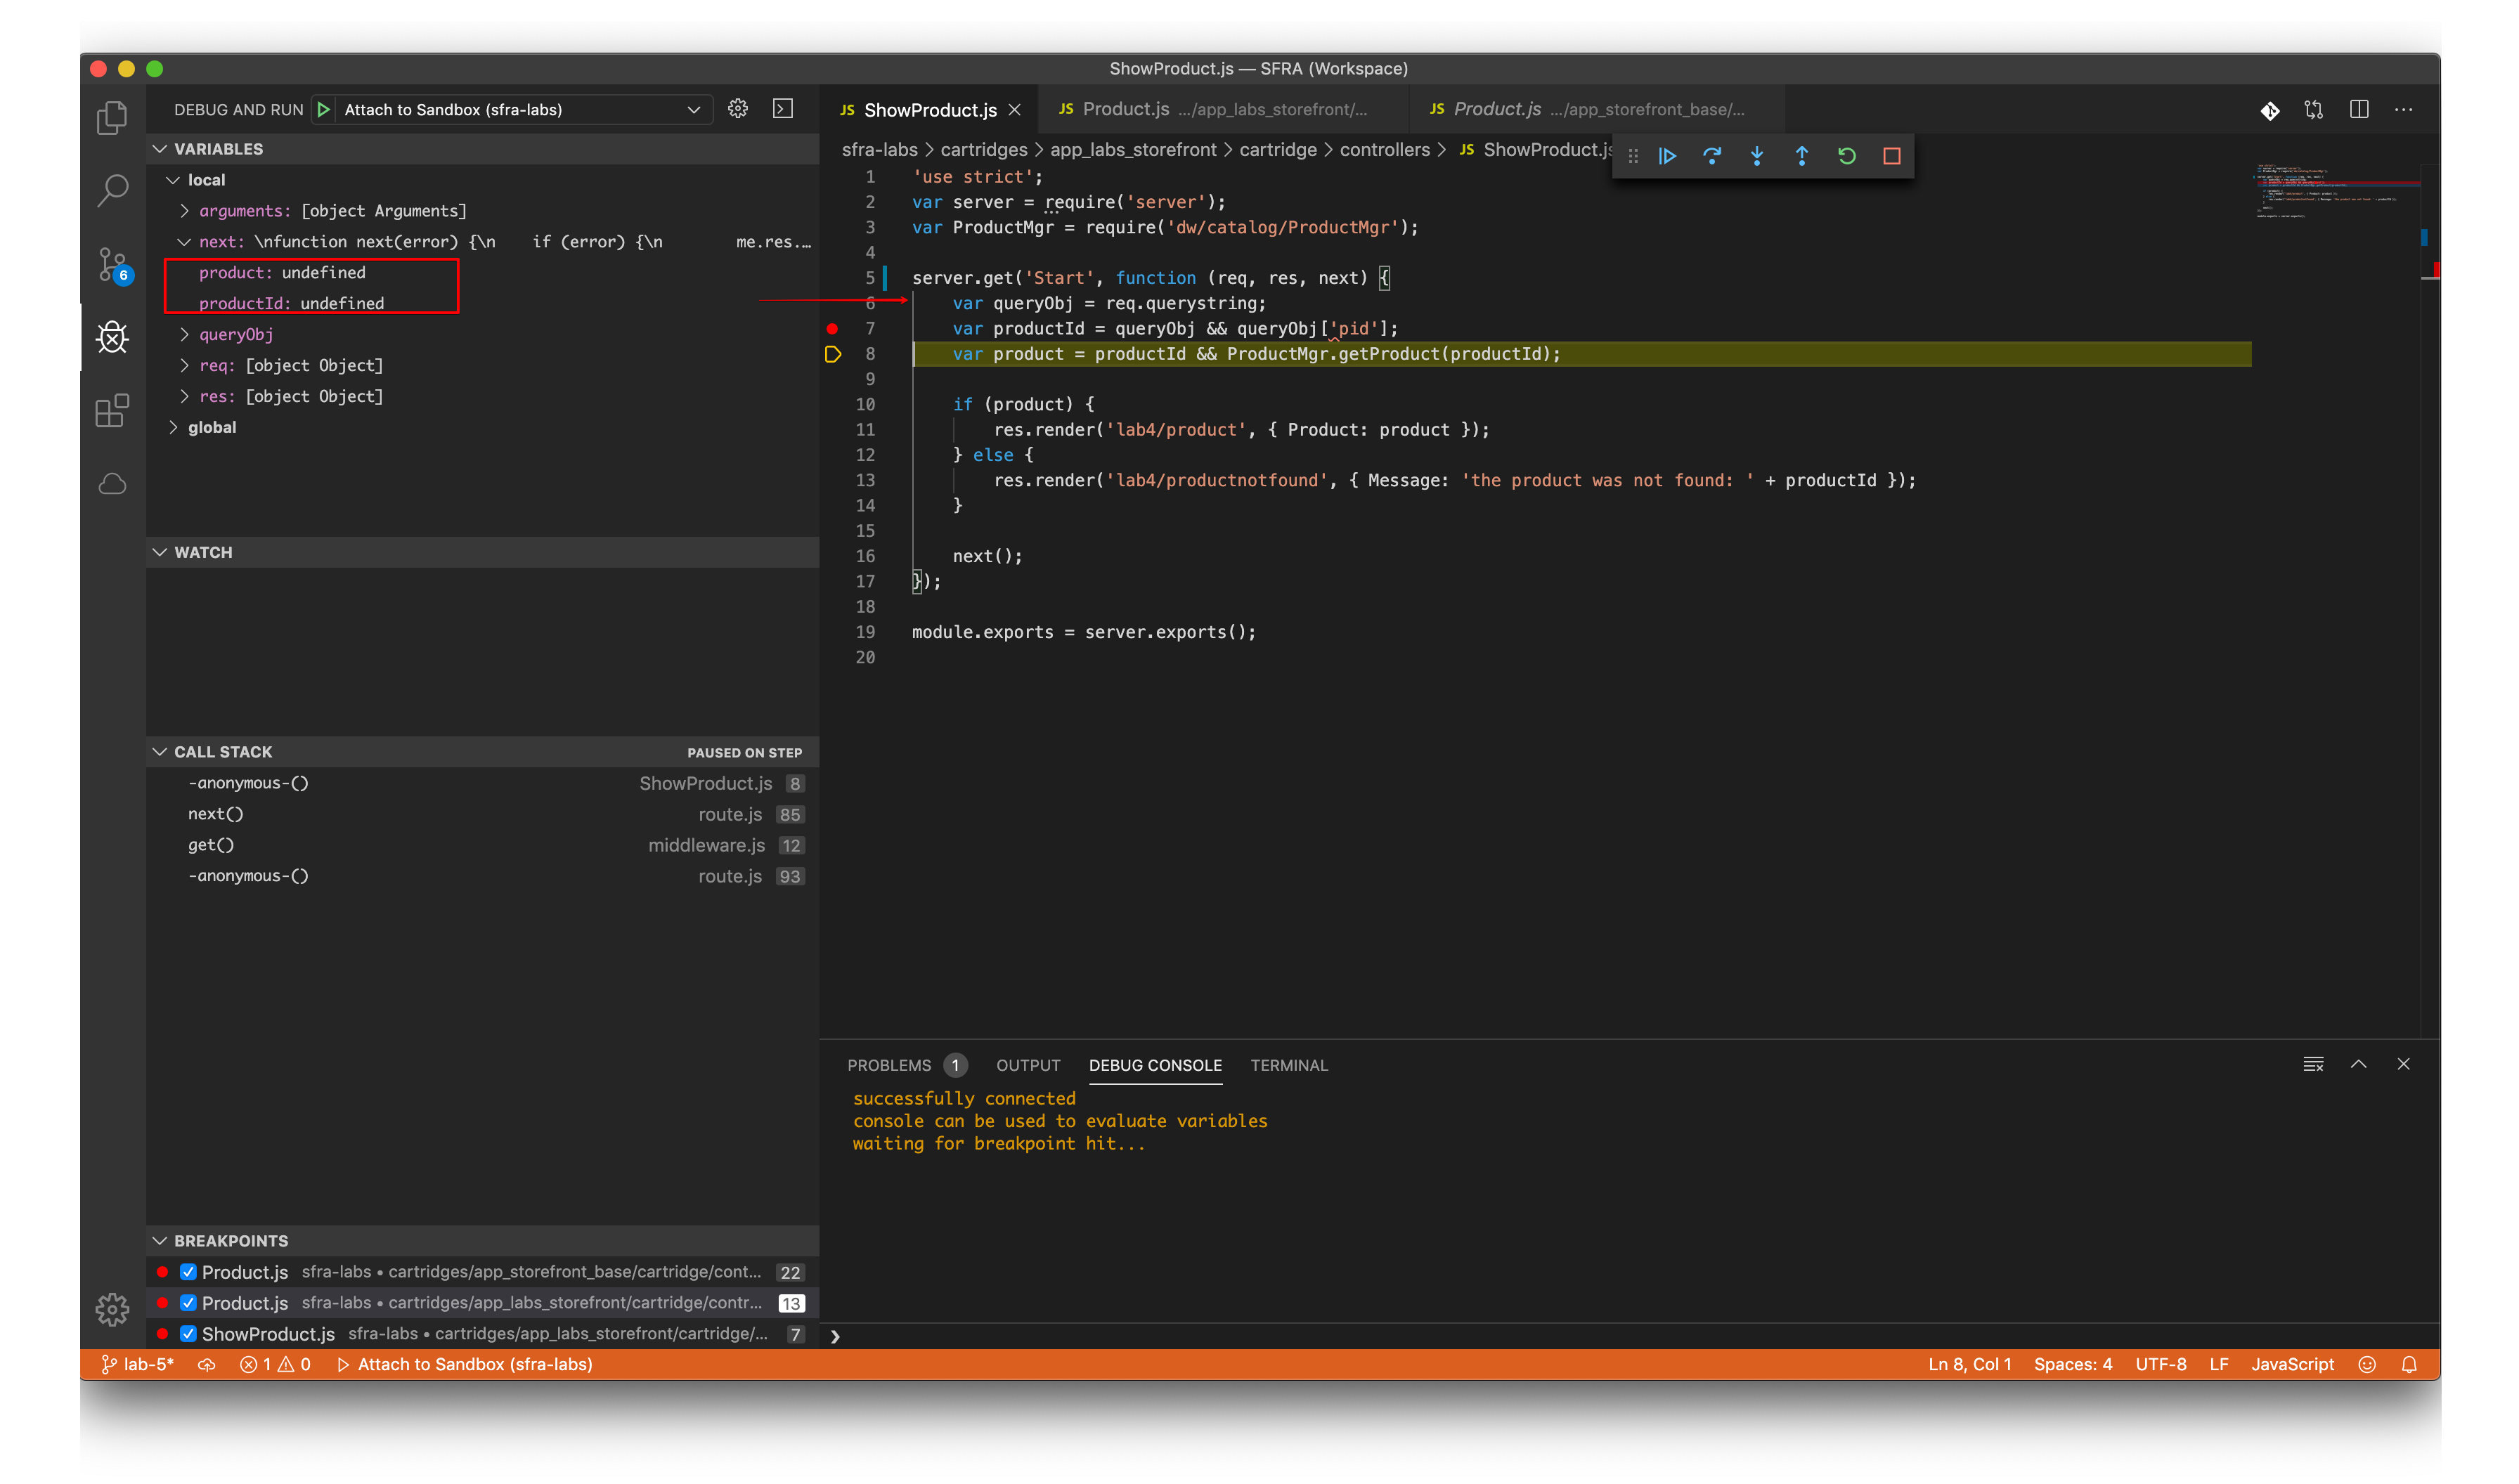 ShowProduct.js — SFRA (Workspace)
DEBUG AND RUN Attach to Sandbox (sfra-labs)
VARIABLES
local
arguments: [object Arguments]
next: \nfunction next(error) {\n    if (error) {\n        me.res.…
product: undefined
productId: undefined
queryObj
req: [object Object]
res: [object Object]
global
WATCH
CALL STACK PAUSED ON STEP
-anonymous-() ShowProduct.js 8
next() route.js 85
get() middleware.js 12
-anonymous-() route.js 93
BREAKPOINTS
Product.js sfra-labs • cartridges/app_storefront_base/cartridge/cont... 22
Product.js sfra-labs • cartridges/app_labs_storefront/cartridge/contr... 13
ShowProduct.js sfra-labs • cartridges/app_labs_storefront/cartridge/... 7
6
JS ShowProduct.js JS Product.js .../app_labs_storefront/... JS Product.js .../app_storefront_base/...
sfra-labs > cartridges > app_labs_storefront > cartridge > controllers > JS ShowProduct.js
1 'use strict';
2 var server = require('server');
3 var ProductMgr = require('dw/catalog/ProductMgr');
4
5 server.get('Start', function (req, res, next) {
6     var queryObj = req.querystring;
7     var productId = queryObj && queryObj['pid'];
8     var product = productId && ProductMgr.getProduct(productId);
9
10     if (product) {
11         res.render('lab4/product', { Product: product });
12     } else {
13         res.render('lab4/productnotfound', { Message: 'the product was not found: ' + productId });
14     }
15
16     next();
17 });
18
19 module.exports = server.exports();
20
PROBLEMS 1 OUTPUT DEBUG CONSOLE TERMINAL
successfully connected
console can be used to evaluate variables
waiting for breakpoint hit...
lab-5* 1 0 Attach to Sandbox (sfra-labs) Ln 8, Col 1 Spaces: 4 UTF-8 LF JavaScript